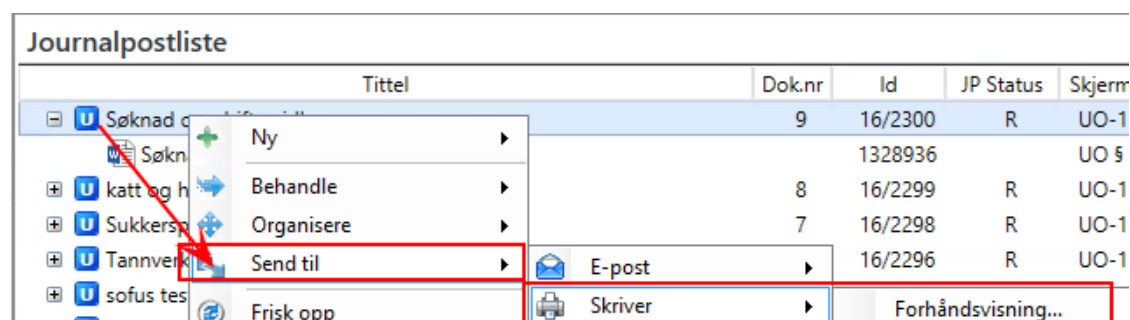 Journalpostliste
Tittel Dok.nr Id JP Status Skjerm
U Søknad 9 16/2300 R UO-1
Søkn 1328936 UO §
U katt og h 8 16/2299 R UO-1
U Sukkersp 7 16/2298 R UO-1
U Tannverk 16/2296 R UO-1
U sofus tes
Ny
Behandle
Organisere
Send til
Frisk opp
E-post
Skriver
Forhåndsvisning...